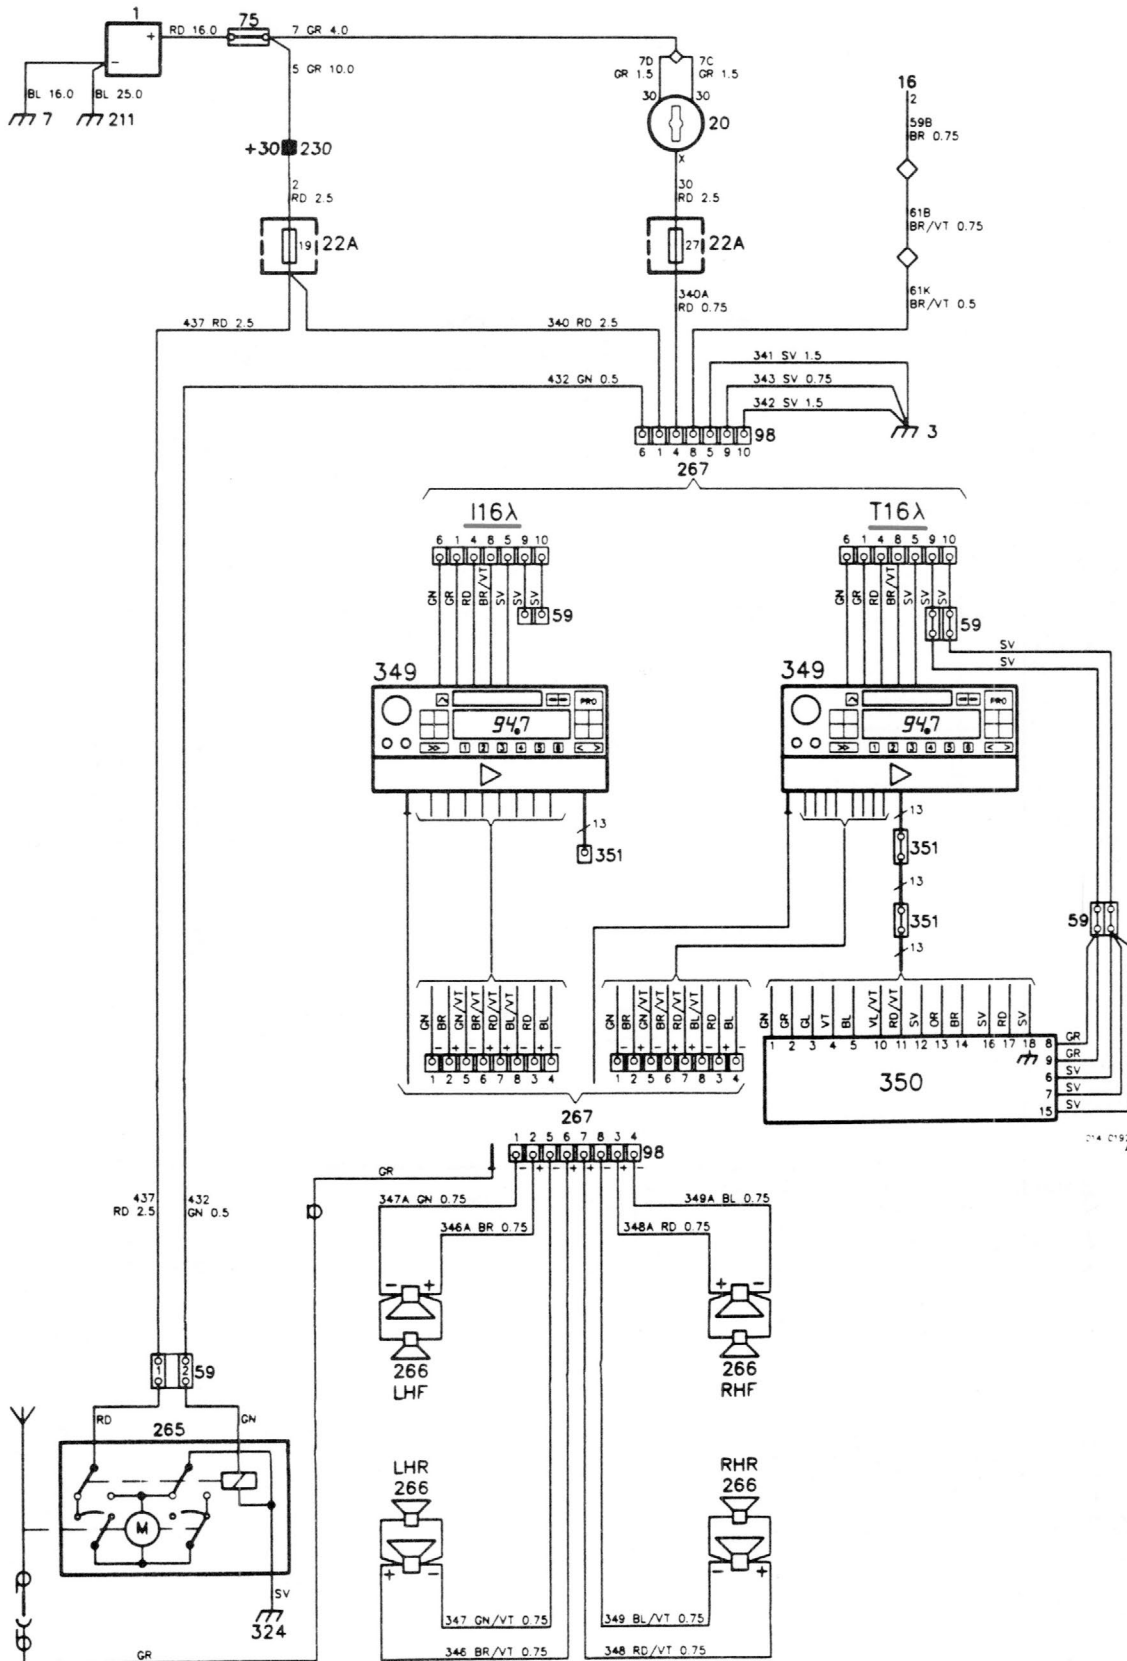 1
75
RD 16.0
7 GR 4.0
+
-
5 GR 10.0
7D
GR 1.5
7C
GR 1.5
BL 16.0
BL 25.0
7
211
30
30
20
16
2
59B
BR 0.75
+30
230
X
2
RD 2.5
30
RD 2.5
61B
BR/VT 0.75
19
22A
27
22A
340A
RD 0.75
61K
BR/VT 0.5
437 RD 2.5
340 RD 2.5
341 SV 1.5
432 GN 0.5
343 SV 0.75
342 SV 1.5
98
3
6 1 4 8 5 9 10
267
I16λ
T16λ
6 1 4 8 5 9 10
6 1 4 8 5 9 10
GN GR RD BR/VT SV SV SV
GN GR RD BR/VT SV SV SV
59
59
SV
SV
349
349
PRO
PRO
94.7
94.7
>> 1 2 3 4 5 6 < >
>> 1 2 3 4 5 6 < >
13
351
13
351
13
351
13
59
GN BR GN/VT BR/VT RD/VT BL/VT RD BL
- + + - + - + -
1 2 5 6 7 8 3 4
GN BR GN/VT BR/VT RD/VT BL/VT RD BL
1 2 5 6 7 8 3 4
GN GR GL VT BL VL/VT RD/VT SV OR BR SV RD SV
1 2 3 4 5 10 11 12 13 14 16 17 18
8 GR
9 GR
6 SV
7 SV
15 SV
350
267
1 2 5 6 7 8 3 4
98
GR
347A GN 0.75
349A BL 0.75
346A BR 0.75
348A RD 0.75
437
RD 2.5
432
GN 0.5
- +
+ -
266
LHF
266
RHF
1 2
59
RD
GN
265
M
LHR
266
RHR
266
+ -
- +
SV
324
347 GN/VT 0.75
349 BL/VT 0.75
346 BR/VT 0.75
348 RD/VT 0.75
GR